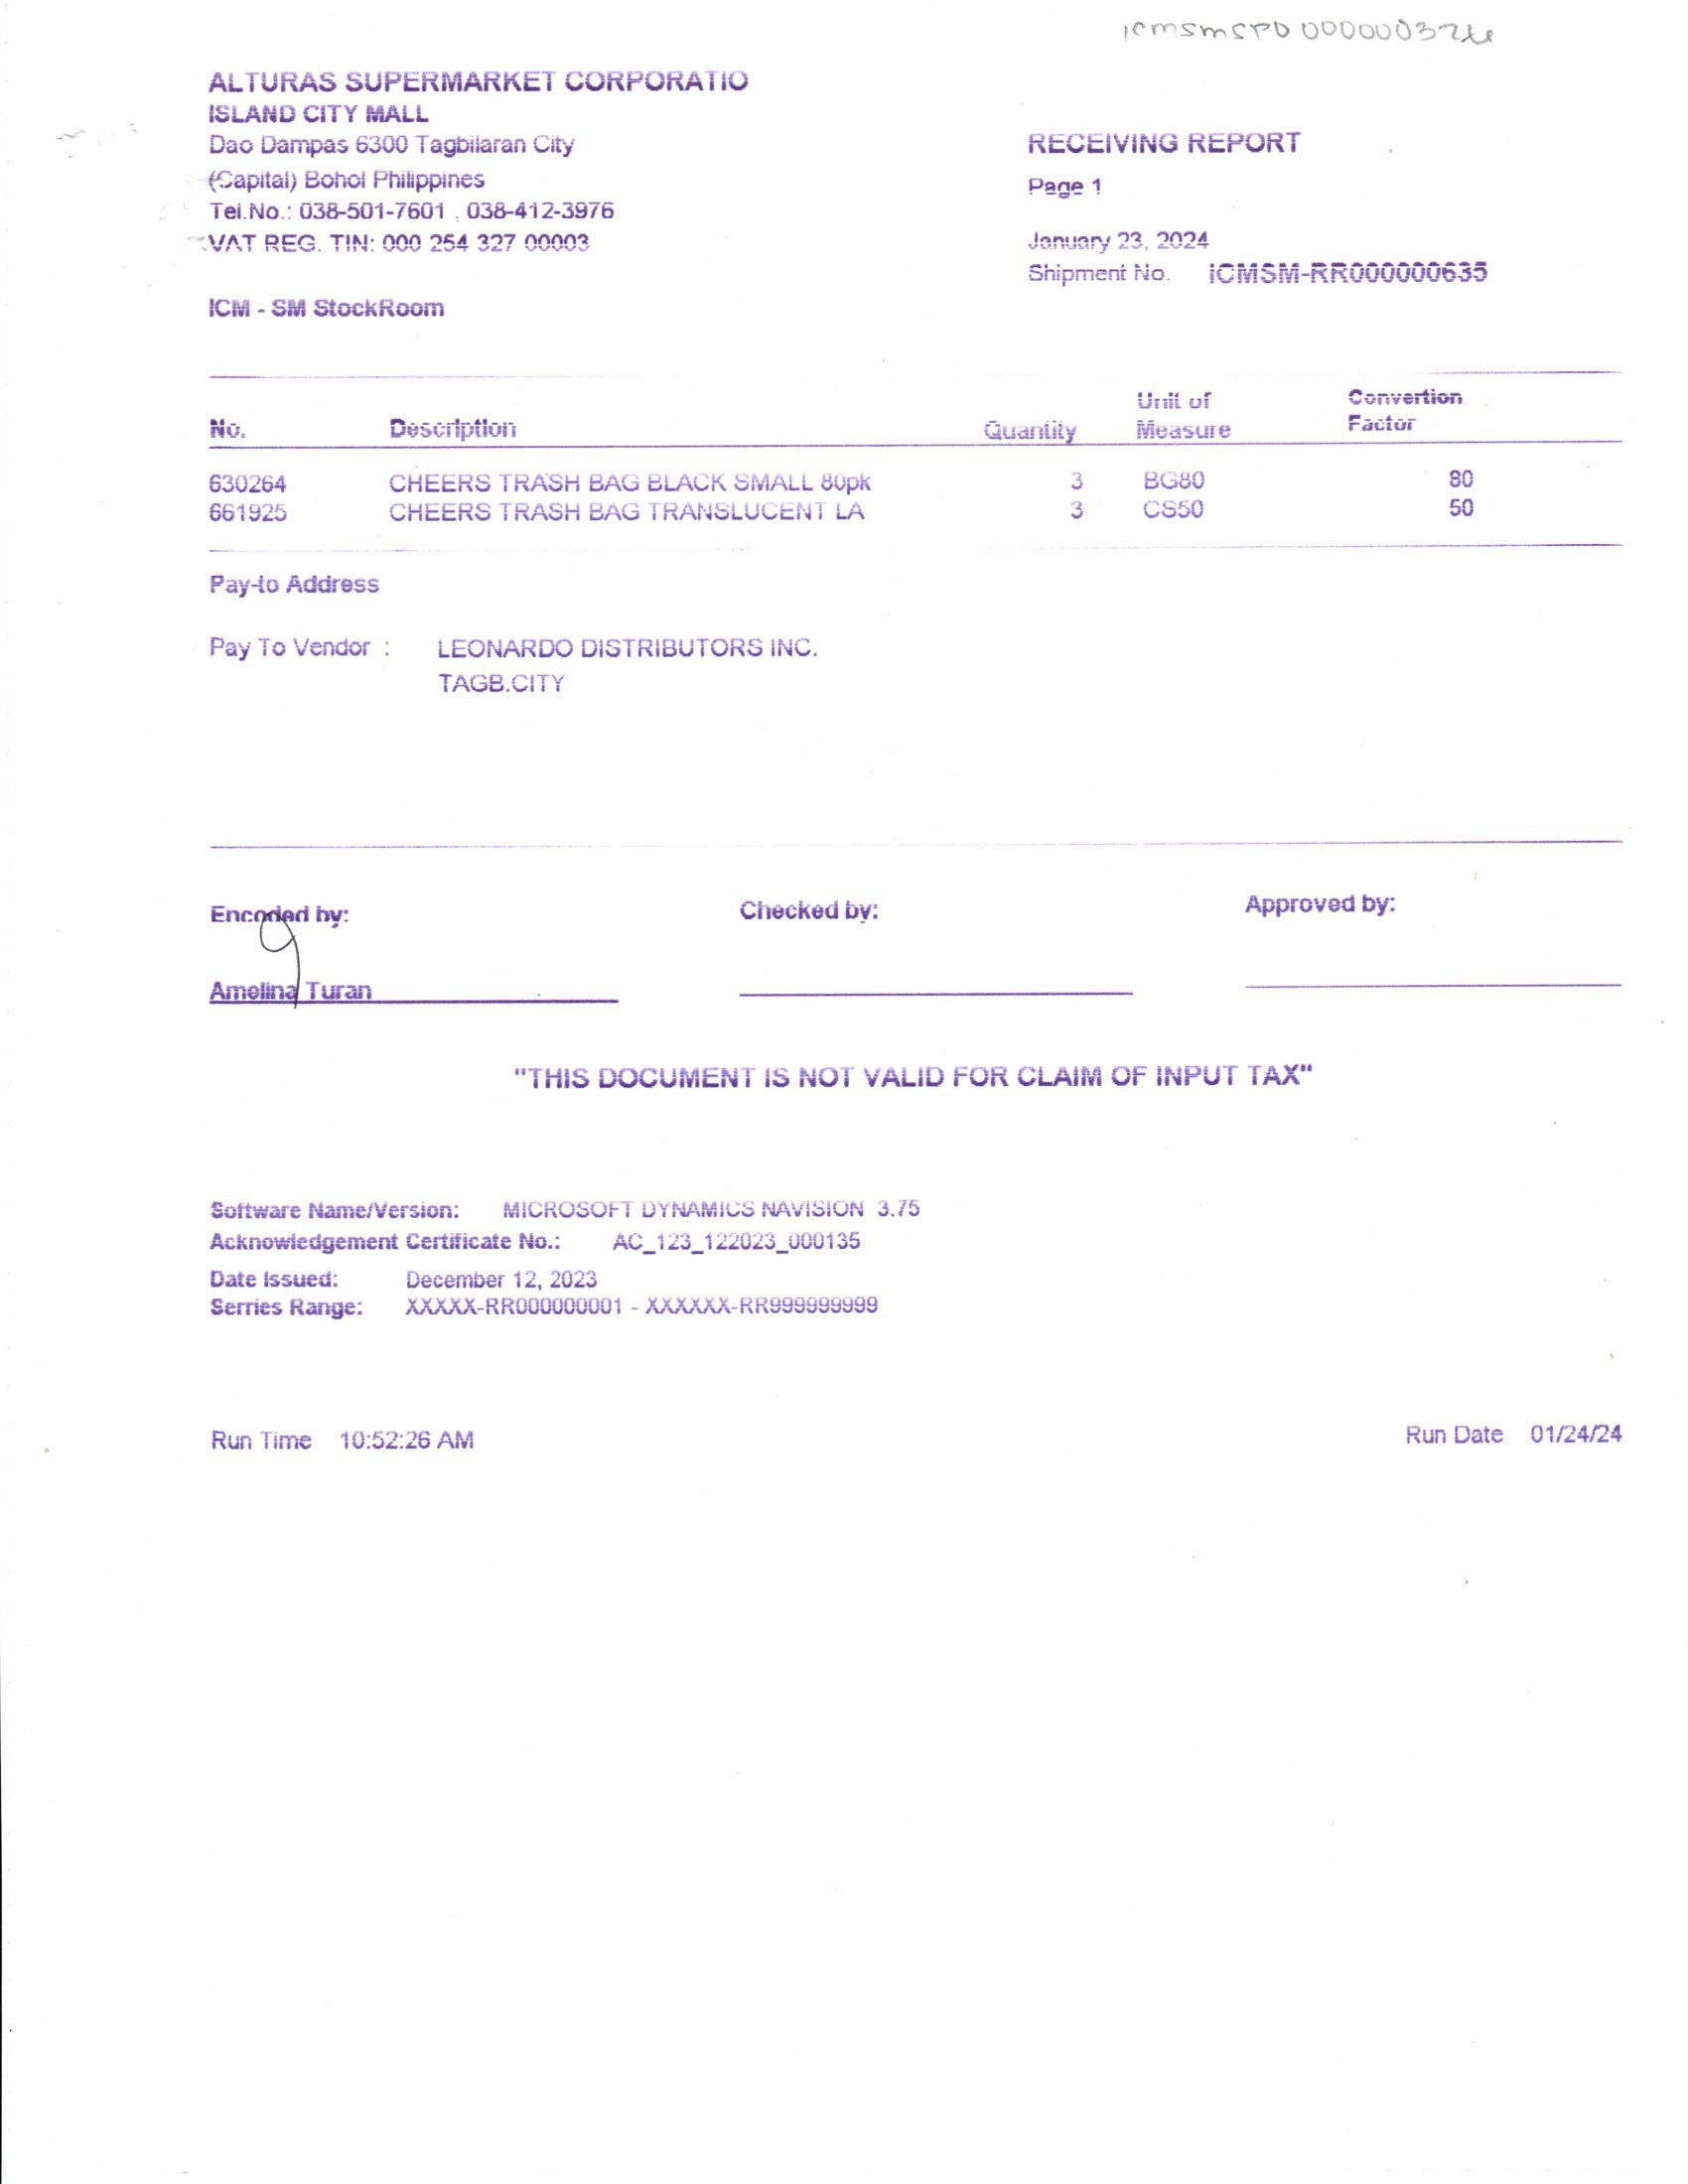 ALTURAS SUPERMARKET CORPORATIO
ISLAND CITY MALL
Dao Dampas 6300 Tagbilaran City
(Capital) Bohol Philippines
Tel.No.: 038-501-7601 , 038-412-3976
VAT REG. TIN: 000 254 327 00003
ICM - SM StockRoom
RECEIVING REPORT
Page 1
January 23, 2024
Shipment No. ICMSM-RR000000635
No. Description Quantity Unit of Measure Convertion Factor
630264 CHEERS TRASH BAG BLACK SMALL 80pk 3 BG80 80
661925 CHEERS TRASH BAG TRANSLUCENT LA 3 CS50 50
Pay-to Address
Pay To Vendor : LEONARDO DISTRIBUTORS INC.
TAGB.CITY
Encoded by: Checked by: Approved by:
Amelina Turan
"THIS DOCUMENT IS NOT VALID FOR CLAIM OF INPUT TAX"
Software Name/Version: MICROSOFT DYNAMICS NAVISION 3.75
Acknowledgement Certificate No.: AC_123_122023_000135
Date Issued: December 12, 2023
Serries Range: XXXXX-RR000000001 - XXXXXX-RR999999999
Run Time 10:52:26 AM Run Date 01/24/24